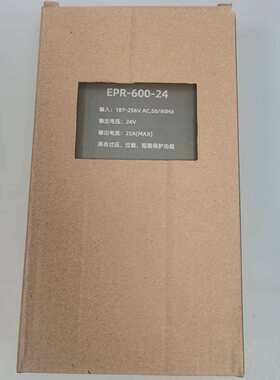 EPR-600-24
输入：187-256V AC,50/60Hz
输出电压：24V
输出电流：25A(MAX)
具有过压、过载、短路保护功能